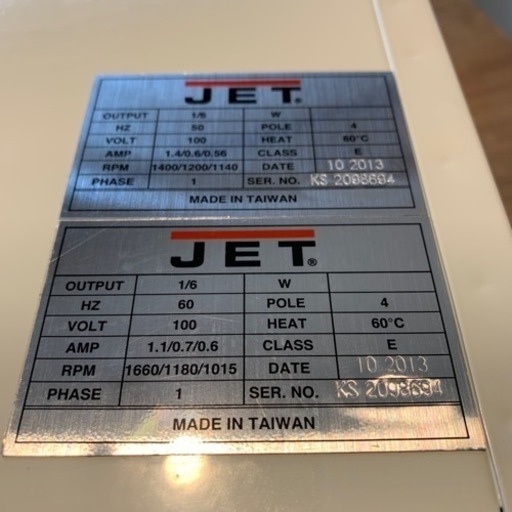 JET®
OUTPUT 1/6 W
HZ 50 POLE 4
VOLT 100 HEAT 60°C
AMP 1.4/0.6/0.56 CLASS E
RPM 1400/1200/1140 DATE 10 2013
PHASE 1 SER. NO. KS 2098694
MADE IN TAIWAN
JET®
OUTPUT 1/6 W
HZ 60 POLE 4
VOLT 100 HEAT 60°C
AMP 1.1/0.7/0.6 CLASS E
RPM 1660/1180/1015 DATE 10 2013
PHASE 1 SER. NO. KS 2098694
MADE IN TAIWAN